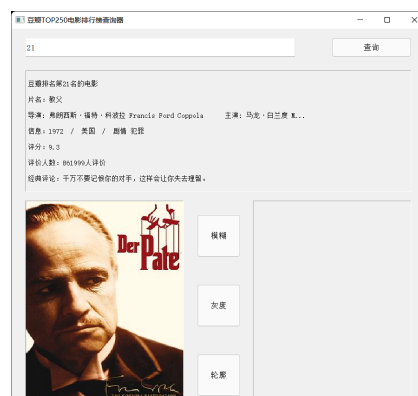 豆瓣TOP250电影排行榜查询器
21
查询
豆瓣排名第21名的电影
片名：教父
导演：弗朗西斯·福特·科波拉 Francis Ford Coppola 主演：马龙·白兰度 M...
信息：1972 / 美国 / 剧情 犯罪
评分：9.3
评价人数：861999人评价
经典评论：千万不要记恨你的对手，这样会让你失去理智。
Der Pate
模糊
灰度
轮廓